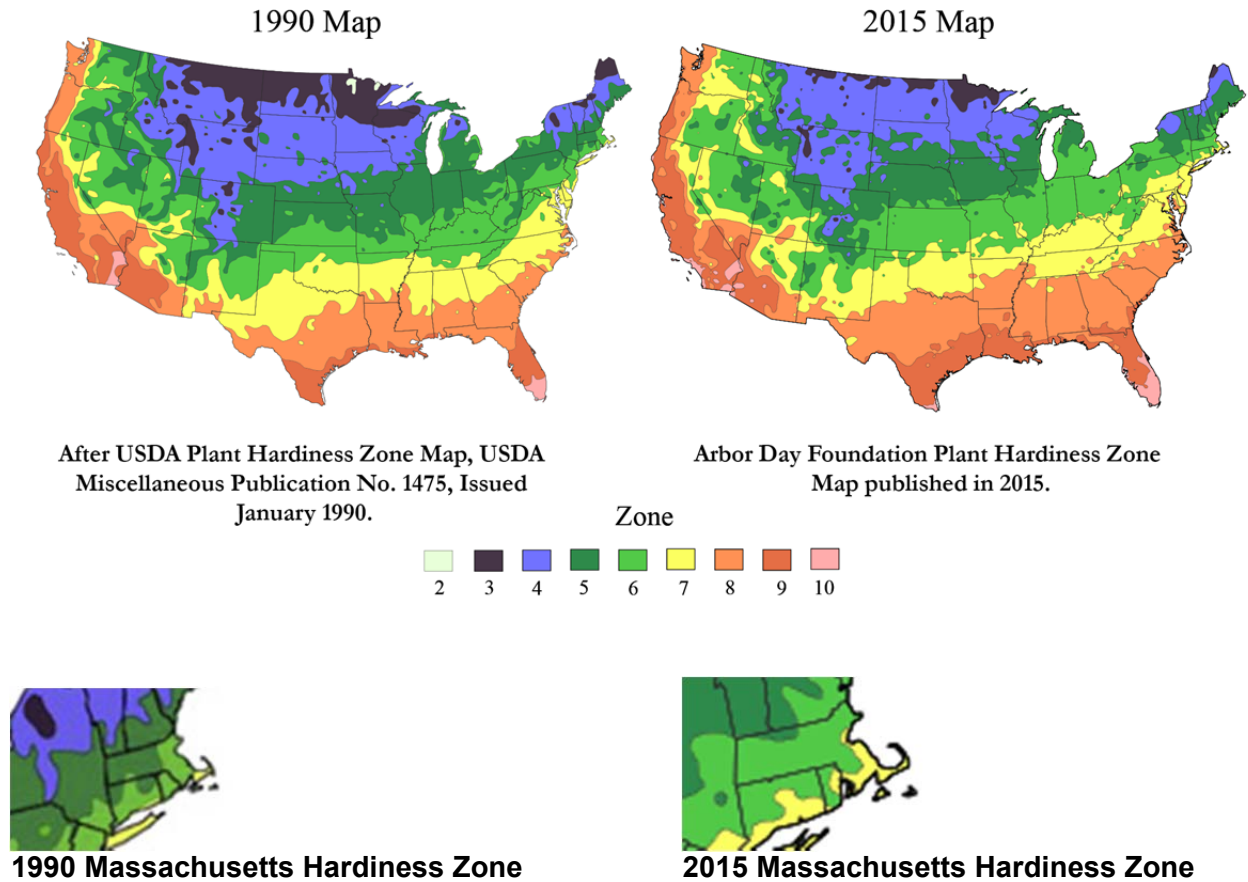 1990 Map
2015 Map
After USDA Plant Hardiness Zone Map, USDA
Miscellaneous Publication No. 1475, Issued
January 1990.
Arbor Day Foundation Plant Hardiness Zone
Map published in 2015.
Zone
2 3 4 5 6 7 8 9 10
1990 Massachusetts Hardiness Zone
2015 Massachusetts Hardiness Zone